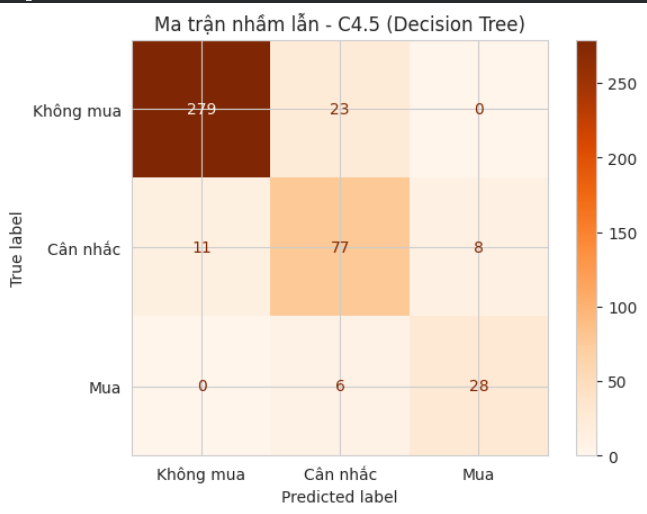 Ma trận nhầm lẫn - C4.5 (Decision Tree)
Không mua 279 23 0
Cân nhắc 11 77 8
Mua 0 6 28
Không mua Cân nhắc Mua
Predicted label
True label
250
200
150
100
50
0